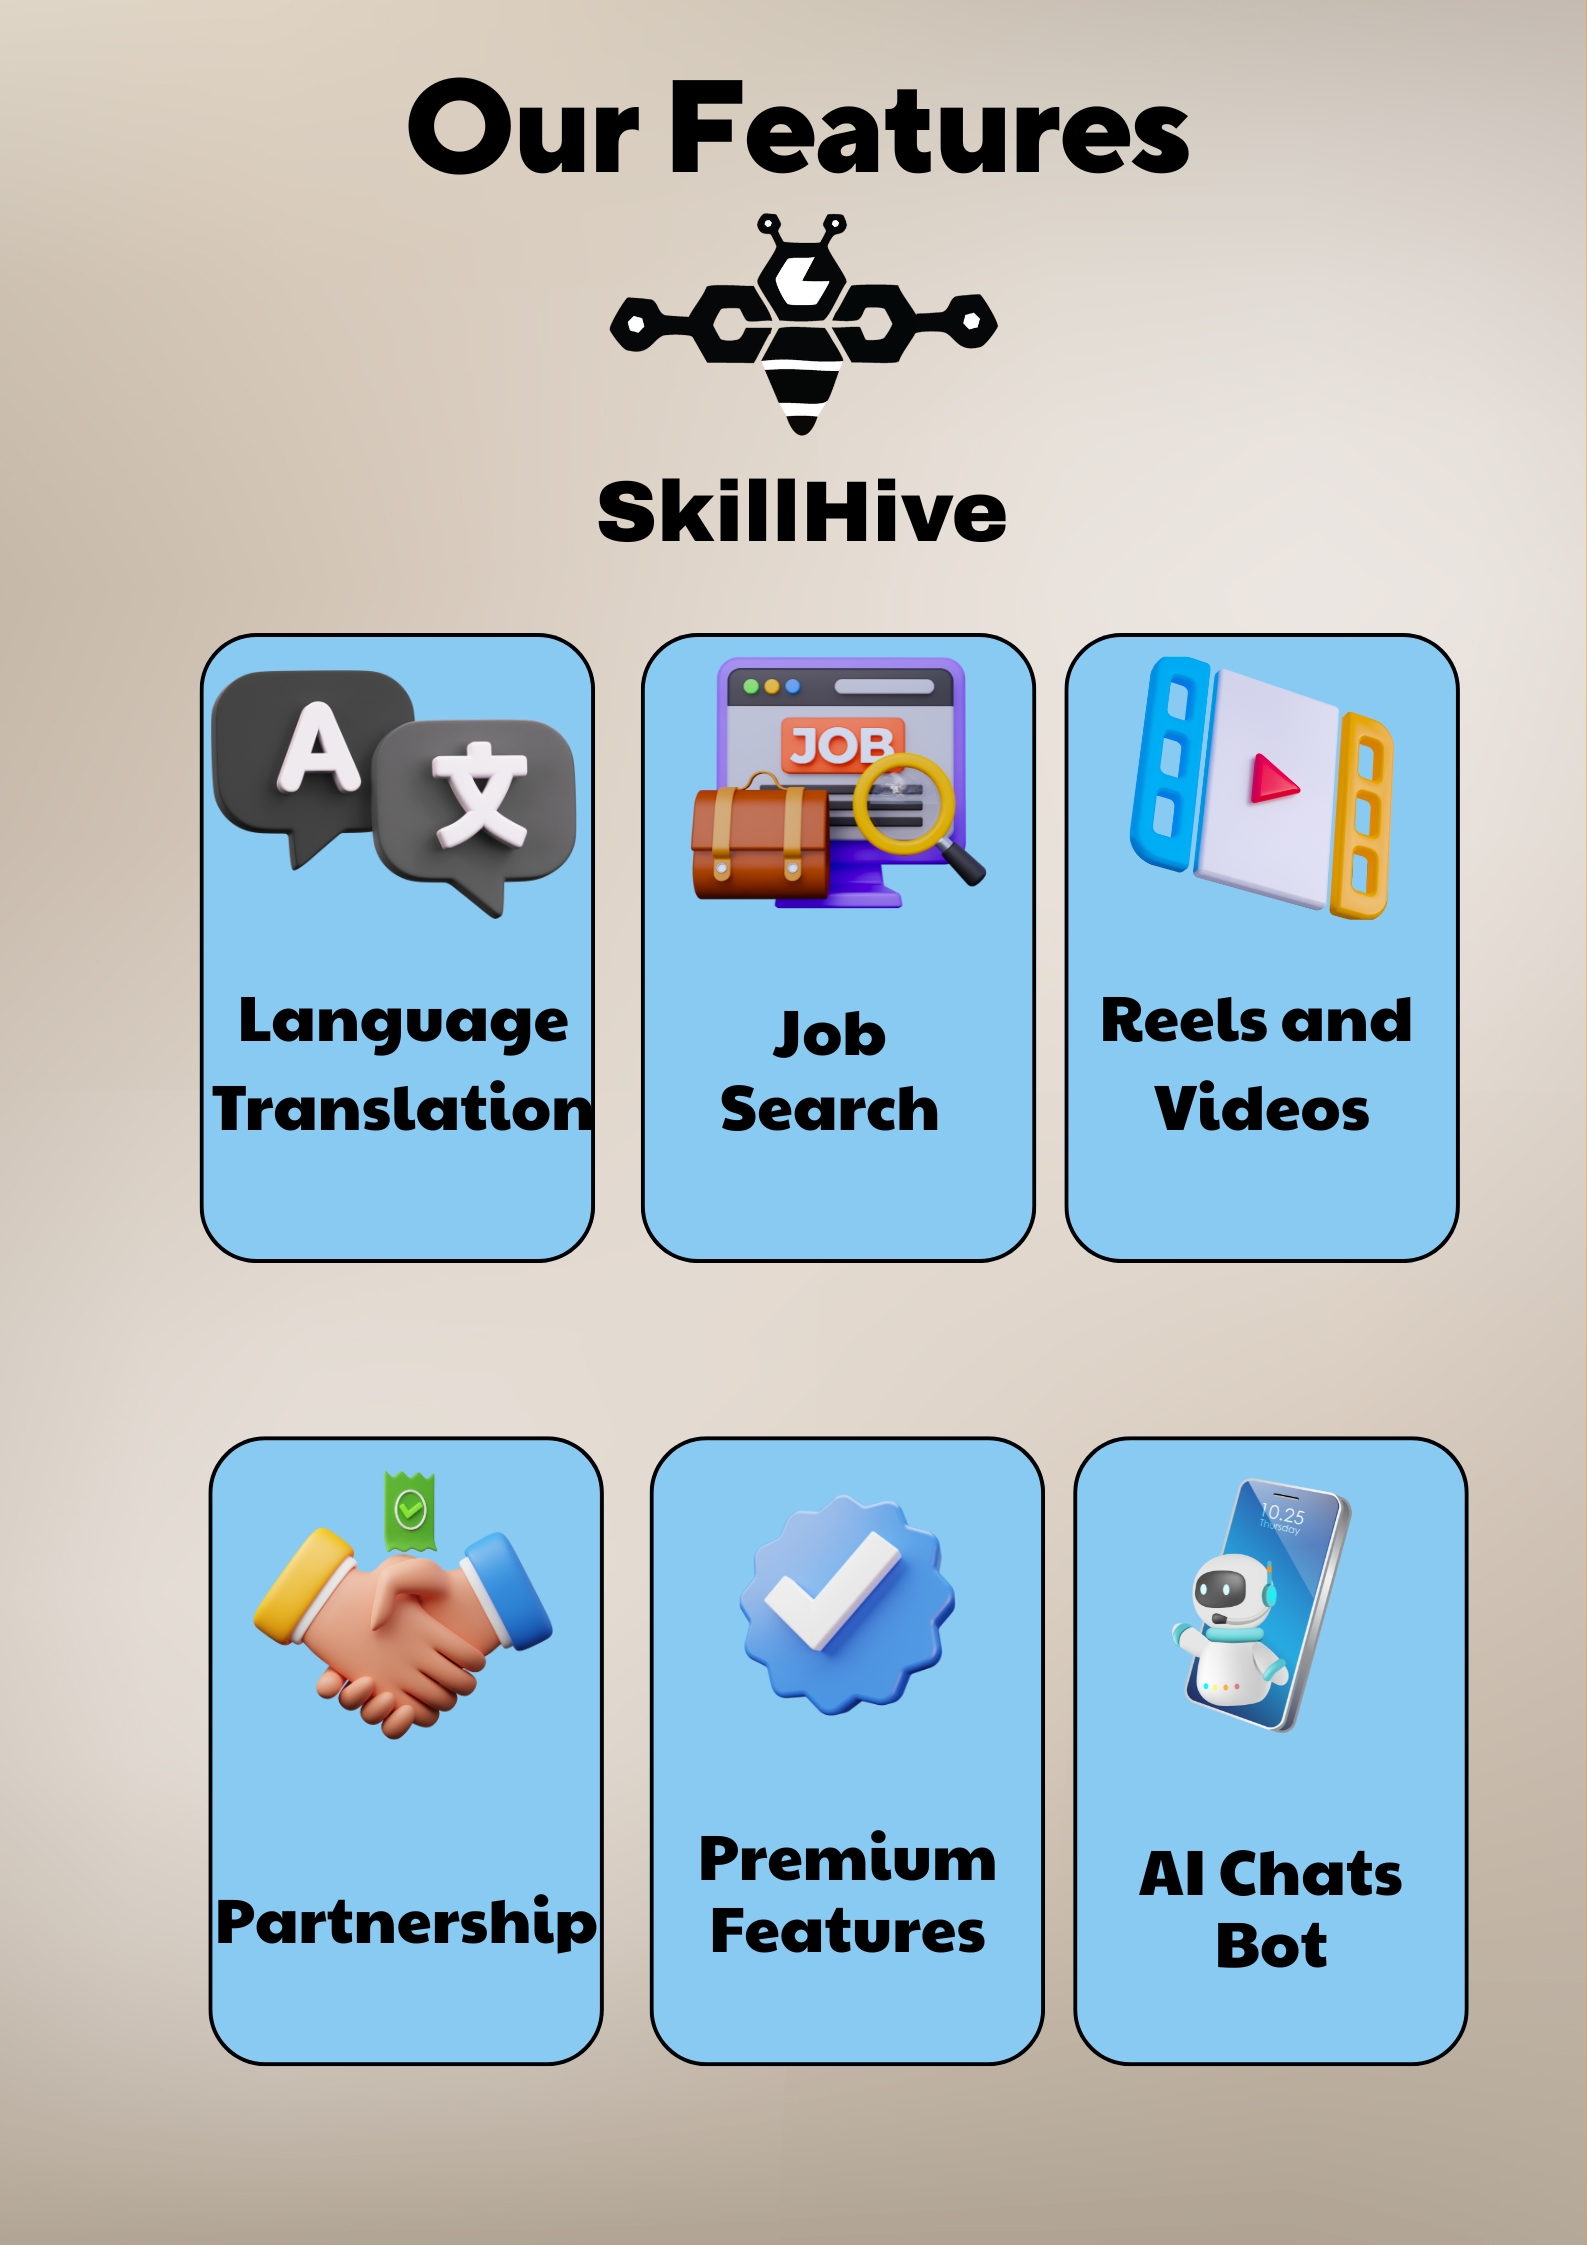 Our Features
SkillHive
A
文
JOB
Language
Translation
Job
Search
Reels and
Videos
10.25
Thursday
Partnership
Premium
Features
AI Chats
Bot